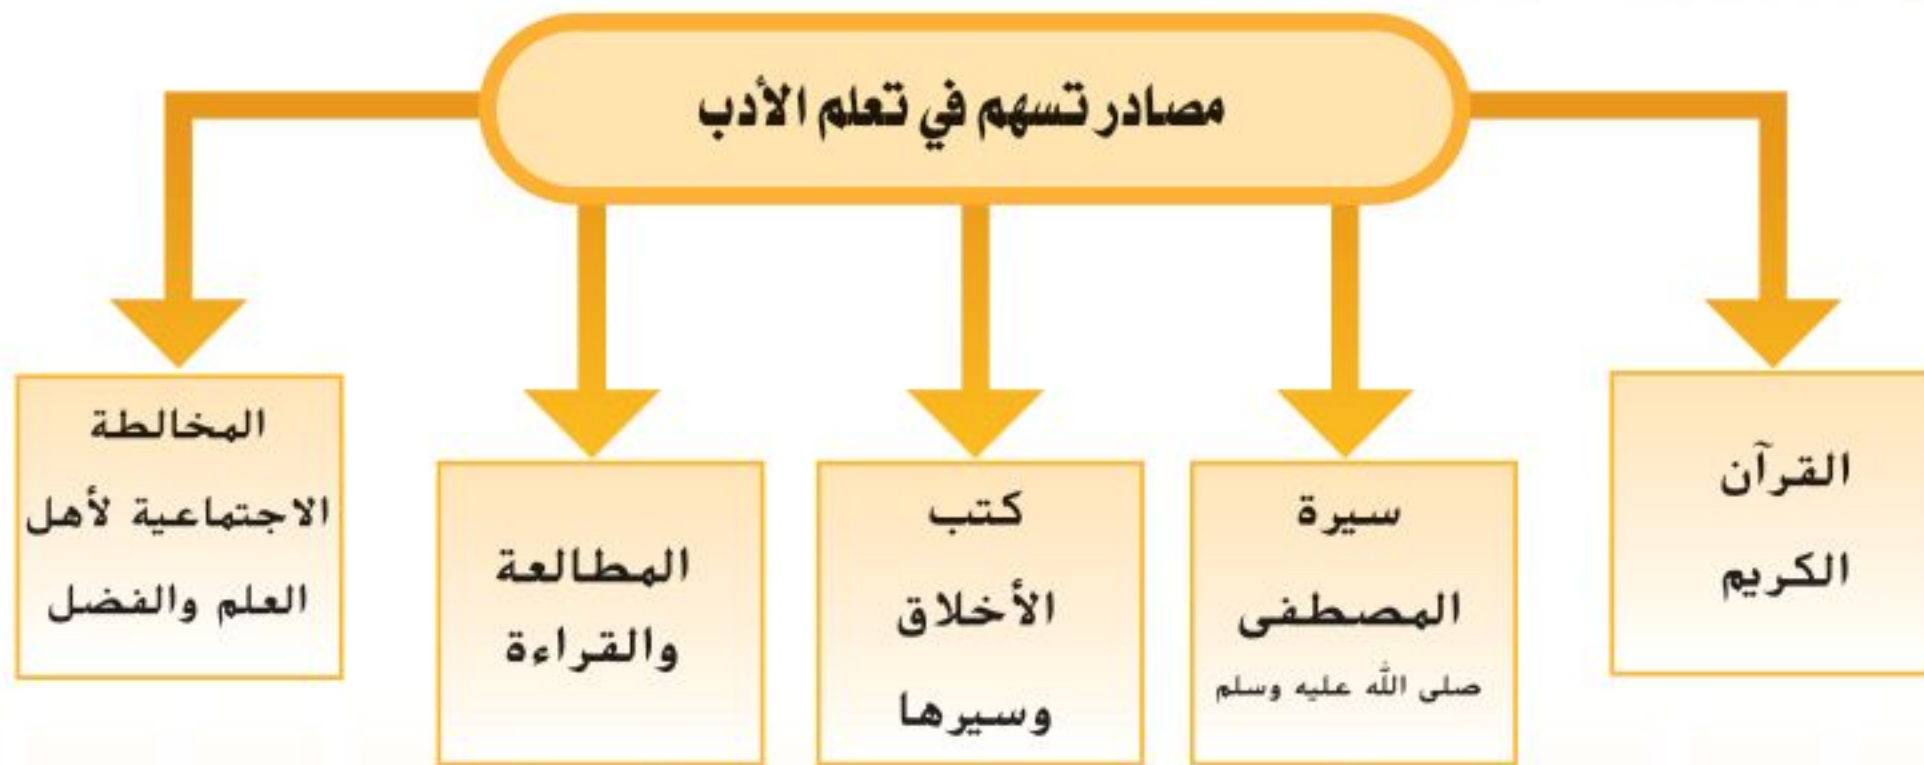 مصادر تسهم في تعلم الأدب
القرآن
الكريم
سيرة
المصطفى
صلى الله عليه وسلم
كتب
الأخلاق
وسيرها
المطالعة
والقراءة
المخالطة
الاجتماعية لأهل
العلم والفضل